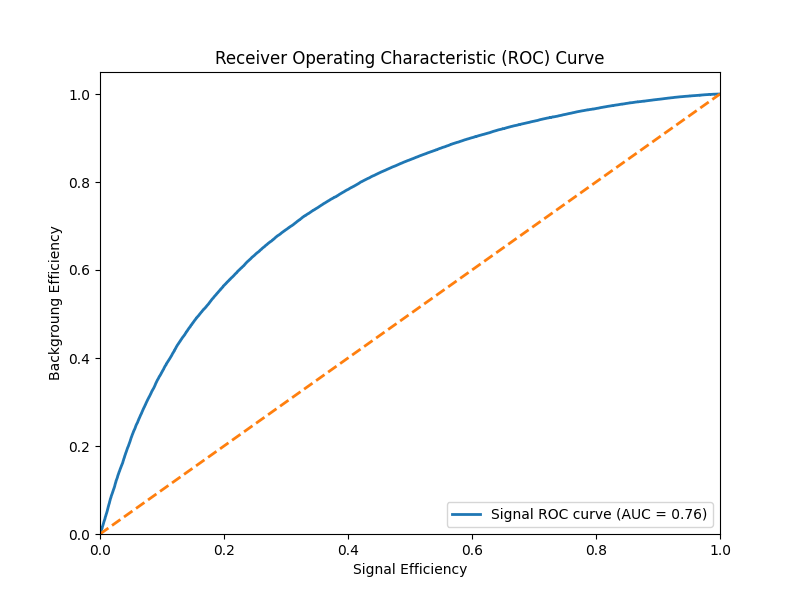 Receiver Operating Characteristic (ROC) Curve
1.0
0.8
0.6
0.4
0.2
0.0
Backgroung Efficiency
Signal ROC curve (AUC = 0.76)
0.0 0.2 0.4 0.6 0.8 1.0
Signal Efficiency